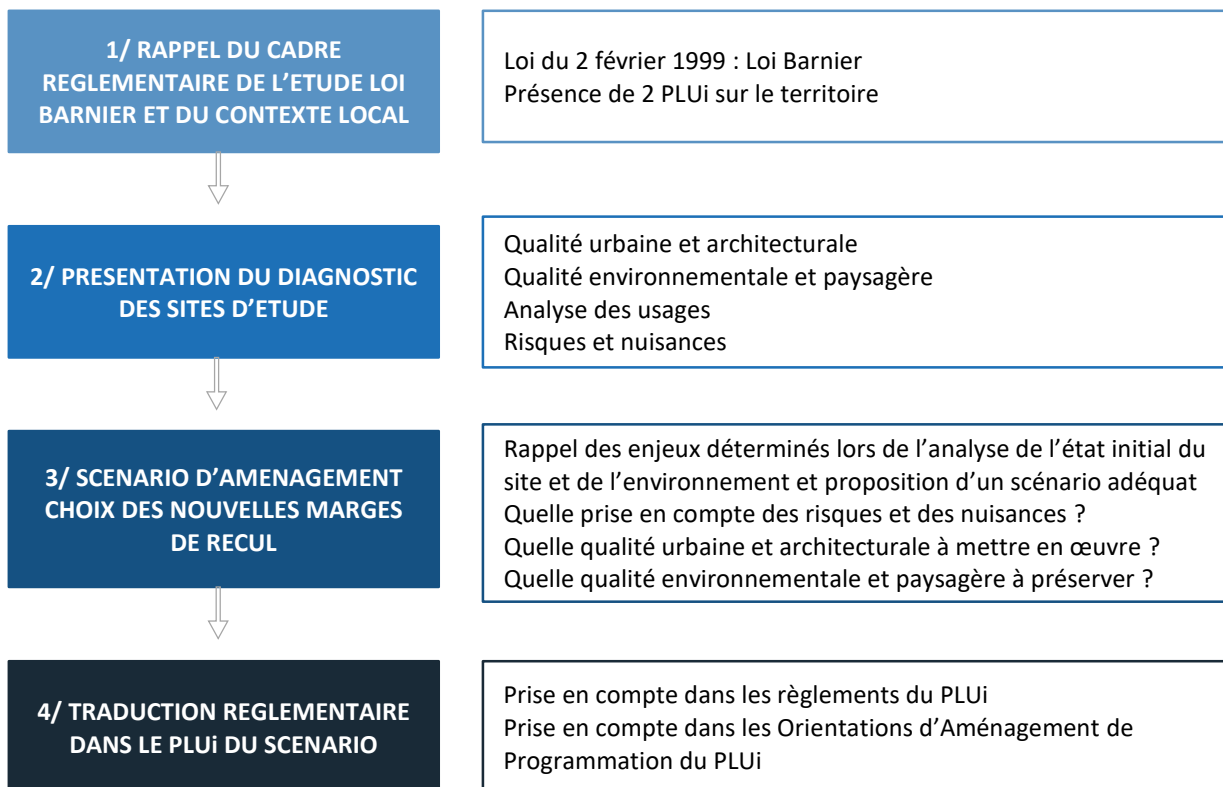 1/ RAPPEL DU CADRE
REGLEMENTAIRE DE L’ETUDE LOI
BARNIER ET DU CONTEXTE LOCAL
Loi du 2 février 1999 : Loi Barnier
Présence de 2 PLUi sur le territoire
2/ PRESENTATION DU DIAGNOSTIC
DES SITES D’ETUDE
Qualité urbaine et architecturale
Qualité environnementale et paysagère
Analyse des usages
Risques et nuisances
3/ SCENARIO D’AMENAGEMENT
CHOIX DES NOUVELLES MARGES
DE RECUL
Rappel des enjeux déterminés lors de l’analyse de l’état initial du
site et de l’environnement et proposition d’un scénario adéquat
Quelle prise en compte des risques et des nuisances ?
Quelle qualité urbaine et architecturale à mettre en œuvre ?
Quelle qualité environnementale et paysagère à préserver ?
4/ TRADUCTION REGLEMENTAIRE
DANS LE PLUi DU SCENARIO
Prise en compte dans les règlements du PLUi
Prise en compte dans les Orientations d’Aménagement de
Programmation du PLUi